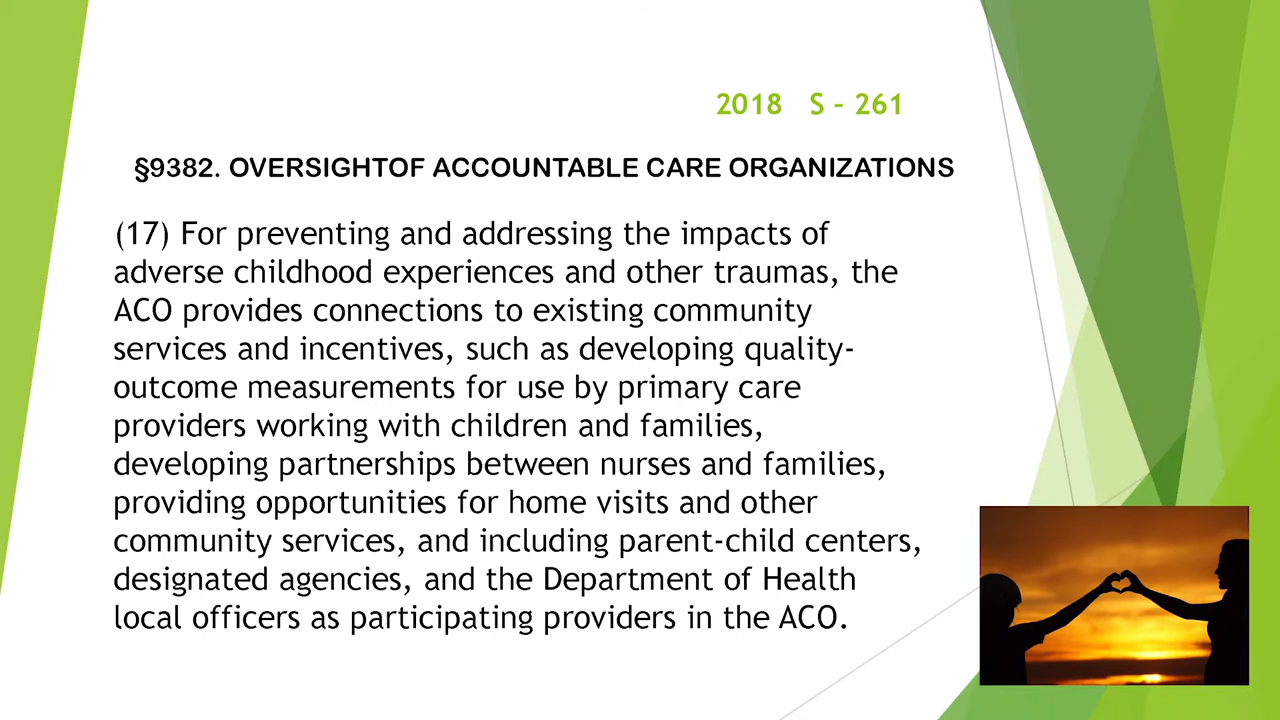 2018 S – 261
§9382. OVERSIGHTOF ACCOUNTABLE CARE ORGANIZATIONS
(17) For preventing and addressing the impacts of
adverse childhood experiences and other traumas, the
ACO provides connections to existing community
services and incentives, such as developing quality-
outcome measurements for use by primary care
providers working with children and families,
developing partnerships between nurses and families,
providing opportunities for home visits and other
community services, and including parent-child centers,
designated agencies, and the Department of Health
local officers as participating providers in the ACO.